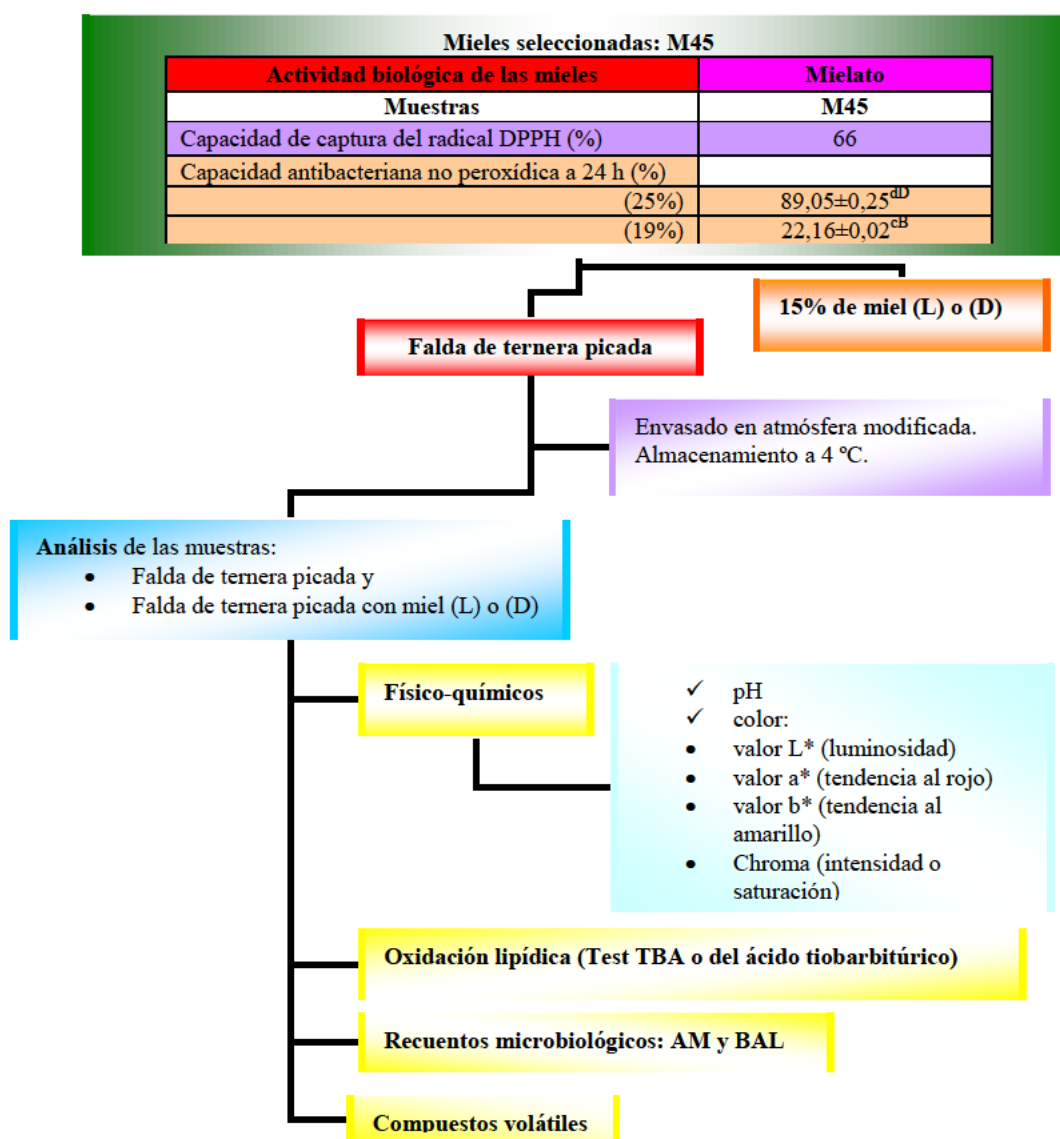 Mieles seleccionadas: M45
Actividad biológica de las mieles Mielato
Muestras M45
Capacidad de captura del radical DPPH (%) 66
Capacidad antibacteriana no peroxídica a 24 h (%)
(25%) 89,05±0,25dD
(19%) 22,16±0,02cB
15% de miel (L) o (D)
Falda de ternera picada
Envasado en atmósfera modificada.
Almacenamiento a 4 ºC.
Análisis de las muestras:
• Falda de ternera picada y
• Falda de ternera picada con miel (L) o (D)
Físico-químicos
✓ pH
✓ color:
• valor L* (luminosidad)
• valor a* (tendencia al rojo)
• valor b* (tendencia al
amarillo)
• Chroma (intensidad o
saturación)
Oxidación lipídica (Test TBA o del ácido tiobarbitúrico)
Recuentos microbiológicos: AM y BAL
Compuestos volátiles